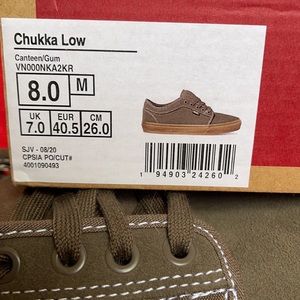 Chukka Low
Canteen/Gum
VN000NKA2KR
8.0 M
UK EUR CM
7.0 40.5 26.0
SJV - 08/20
CPSIA PO/CUT#
4001090493
1 94903 24260 2